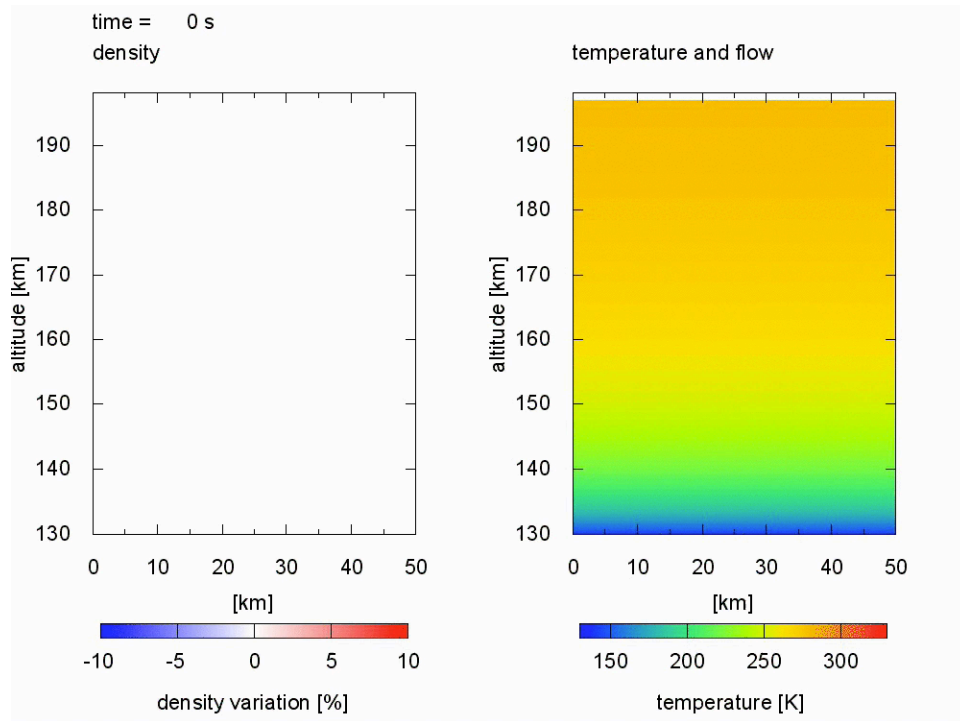 time = 0 s
density
temperature and flow
190
180
170
160
150
140
130
altitude [km]
0 10 20 30 40 50
[km]
-10 -5 0 5 10
density variation [%]
190
180
170
160
150
140
130
altitude [km]
0 10 20 30 40 50
[km]
150 200 250 300
temperature [K]